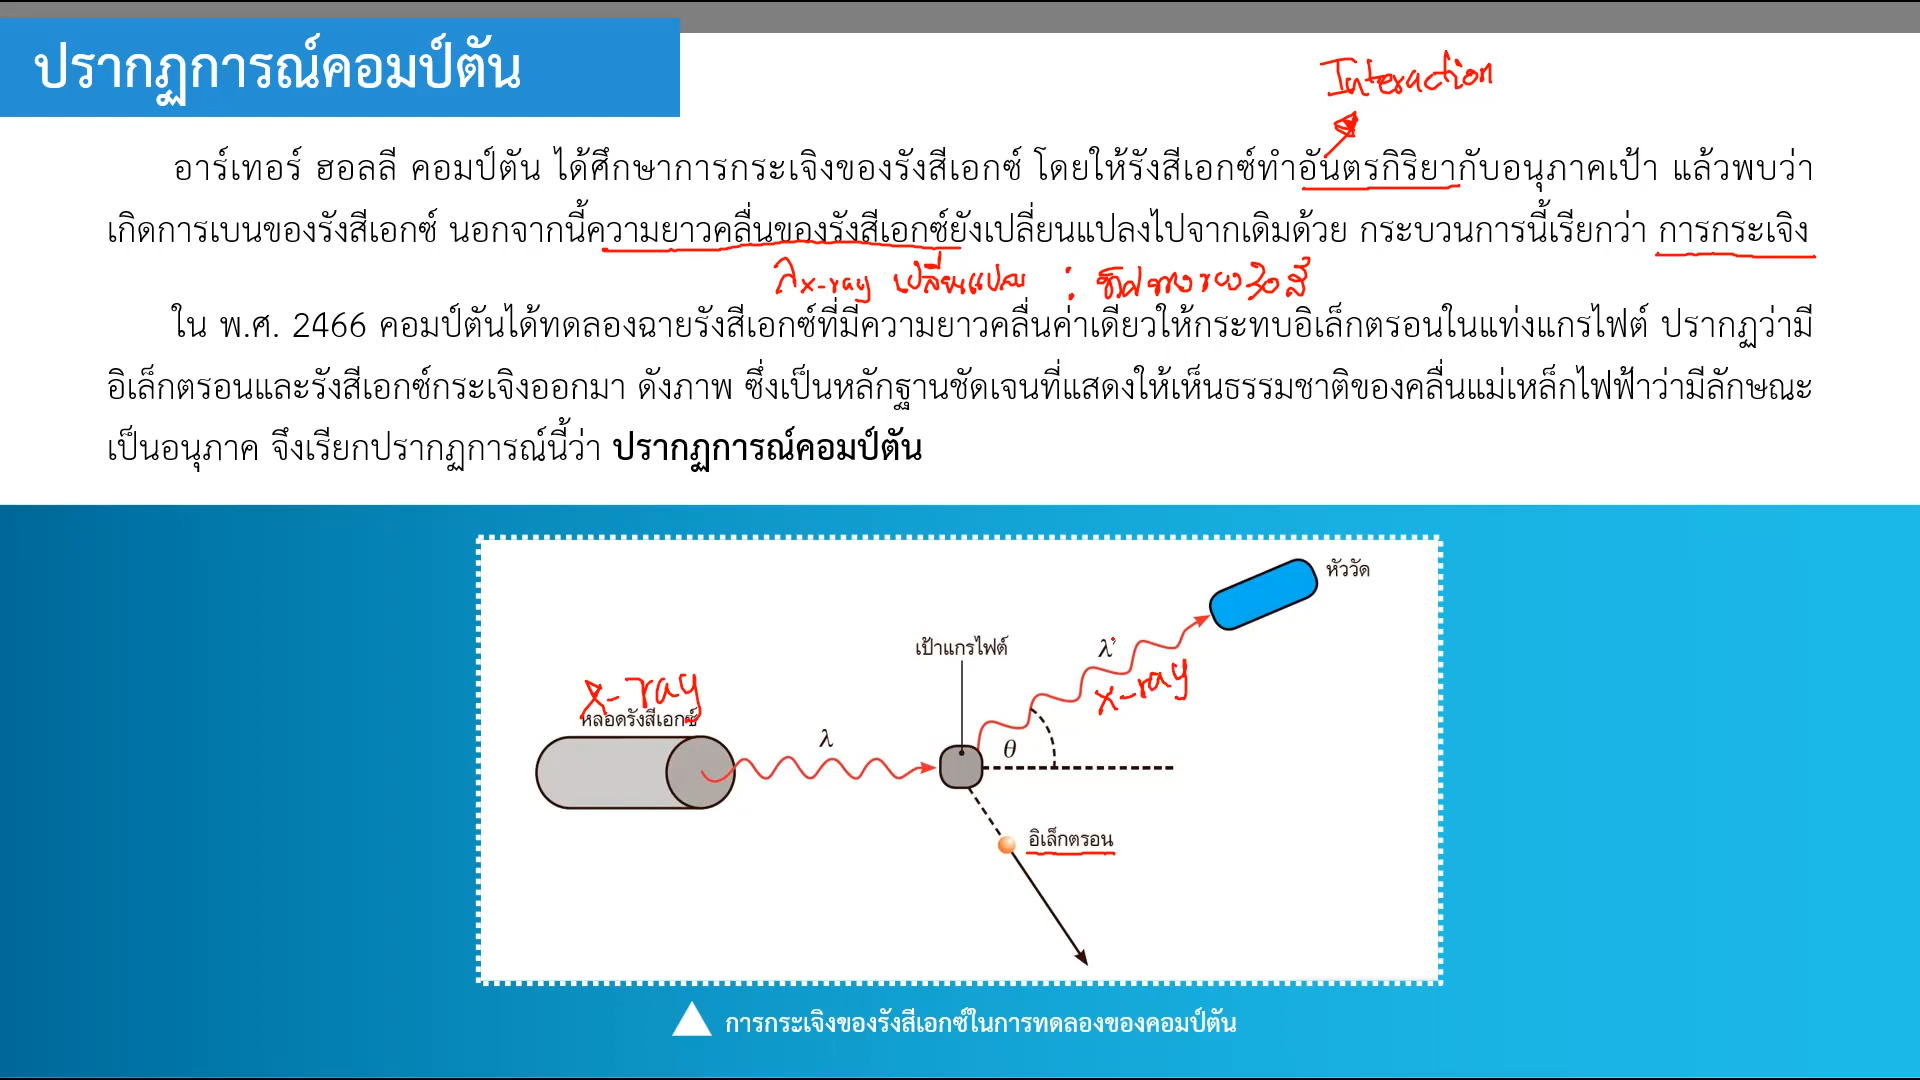 ปรากฏการณ์คอมป์ตัน
Interaction
อาร์เทอร์ ฮอลลี คอมป์ตัน ได้ศึกษาการกระเจิงของรังสีเอกซ์ โดยให้รังสีเอกซ์ทำอันตรกิริยากับอนุภาคเป้า แล้วพบว่า
เกิดการเบนของรังสีเอกซ์ นอกจากนี้ความยาวคลื่นของรังสีเอกซ์ยังเปลี่ยนแปลงไปจากเดิมด้วย กระบวนการนี้เรียกว่า การกระเจิง
λx-ray เปลี่ยนแปลง : ทิศทางของรังสี
ใน พ.ศ. 2466 คอมป์ตันได้ทดลองฉายรังสีเอกซ์ที่มีความยาวคลื่นค่าเดียวให้กระทบอิเล็กตรอนในแท่งแกรไฟต์ ปรากฏว่ามี
อิเล็กตรอนและรังสีเอกซ์กระเจิงออกมา ดังภาพ ซึ่งเป็นหลักฐานชัดเจนที่แสดงให้เห็นธรรมชาติของคลื่นแม่เหล็กไฟฟ้าว่ามีลักษณะ
เป็นอนุภาค จึงเรียกปรากฏการณ์นี้ว่า ปรากฏการณ์คอมป์ตัน
หัววัด
เป้าแกรไฟต์
λ'
x-ray
x-ray
หลอดรังสีเอกซ์
λ
θ
อิเล็กตรอน
การกระเจิงของรังสีเอกซ์ในการทดลองของคอมป์ตัน